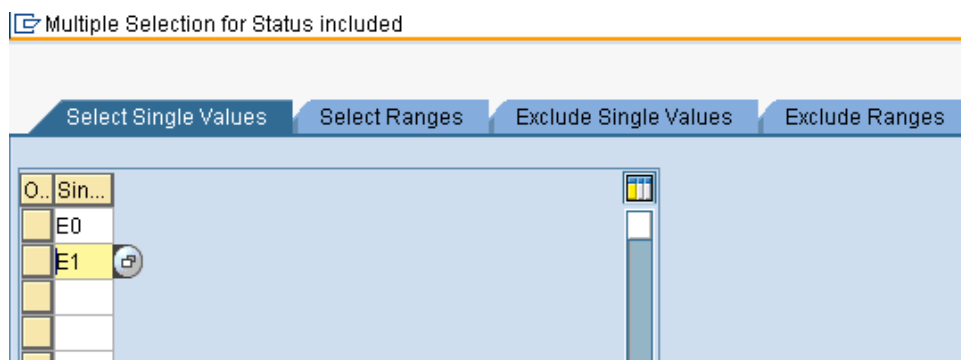 Multiple Selection for Status included
Select Single Values Select Ranges Exclude Single Values Exclude Ranges
O.. Sin...
E0
E1